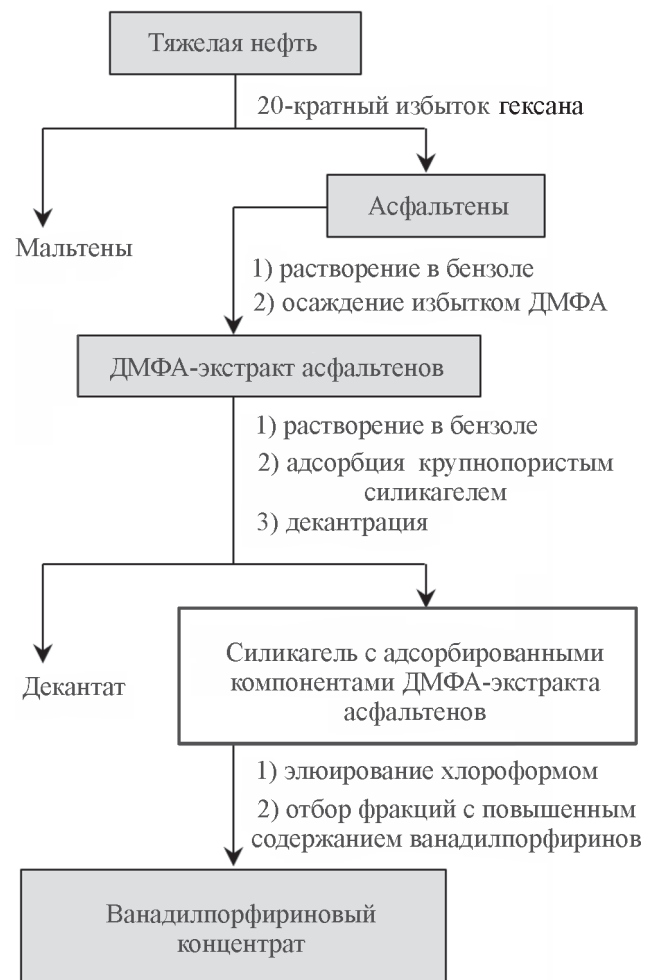 Тяжелая нефть
20-кратный избыток гексана
Мальтены
Асфальтены
1) растворение в бензоле
2) осаждение избытком ДМФА
ДМФА-экстракт асфальтенов
1) растворение в бензоле
2) адсорбция крупнопористым
силикагелем
3) декантрация
Декантат
Силикагель с адсорбированными
компонентами ДМФА-экстракта
асфальтенов
1) элюирование хлороформом
2) отбор фракций с повышенным
содержанием ванадилпорфиринов
Ванадилпорфириновый
концентрат